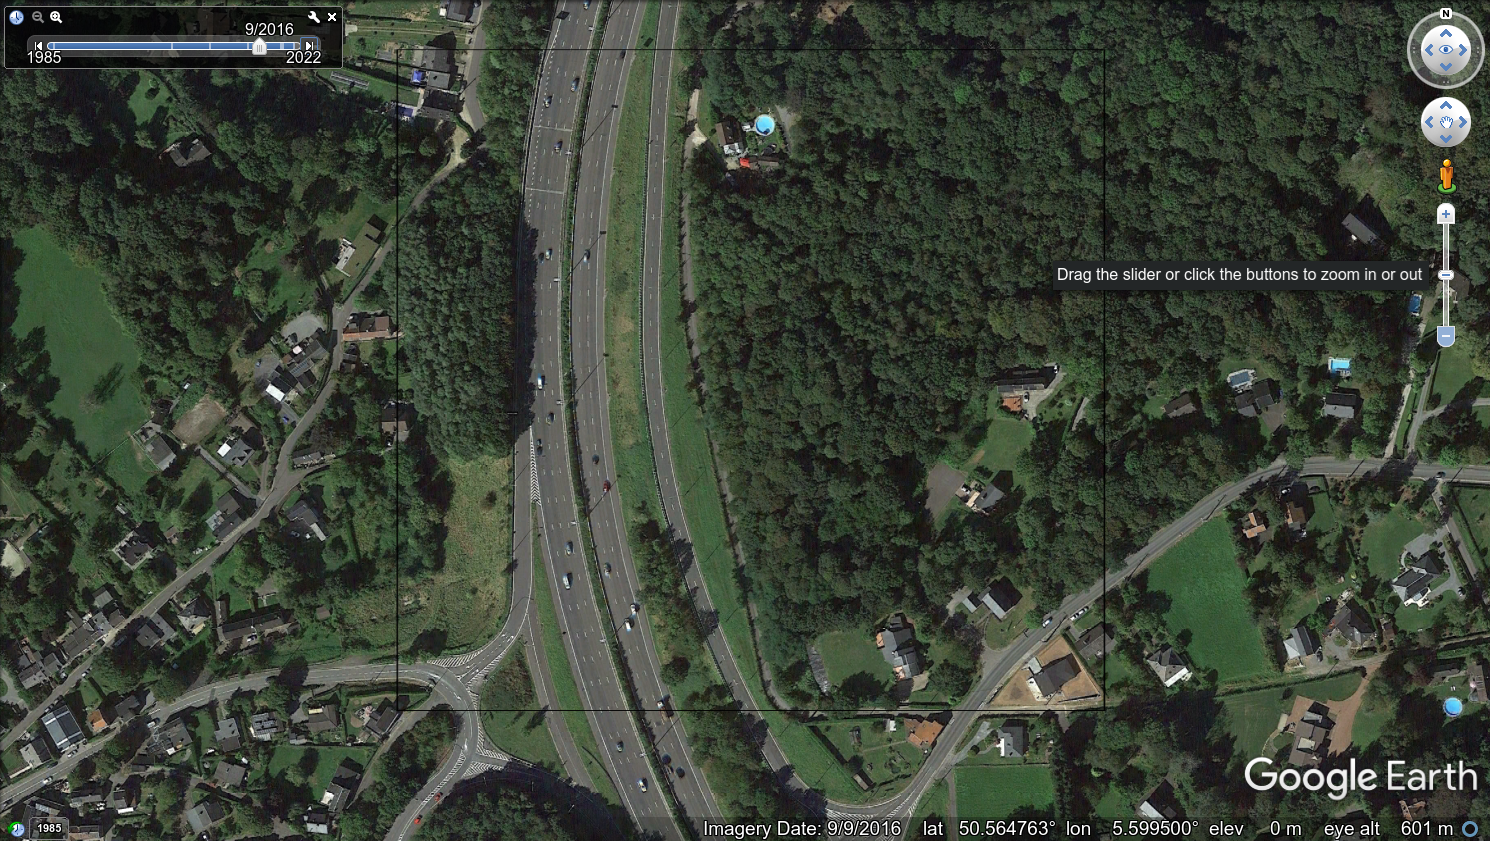 9/2016
1985
2022
N
Drag the slider or click the buttons to zoom in or out
Google Earth
1985
Imagery Date: 9/9/2016 lat 50.564763° lon 5.599500° elev 0 m eye alt 601 m